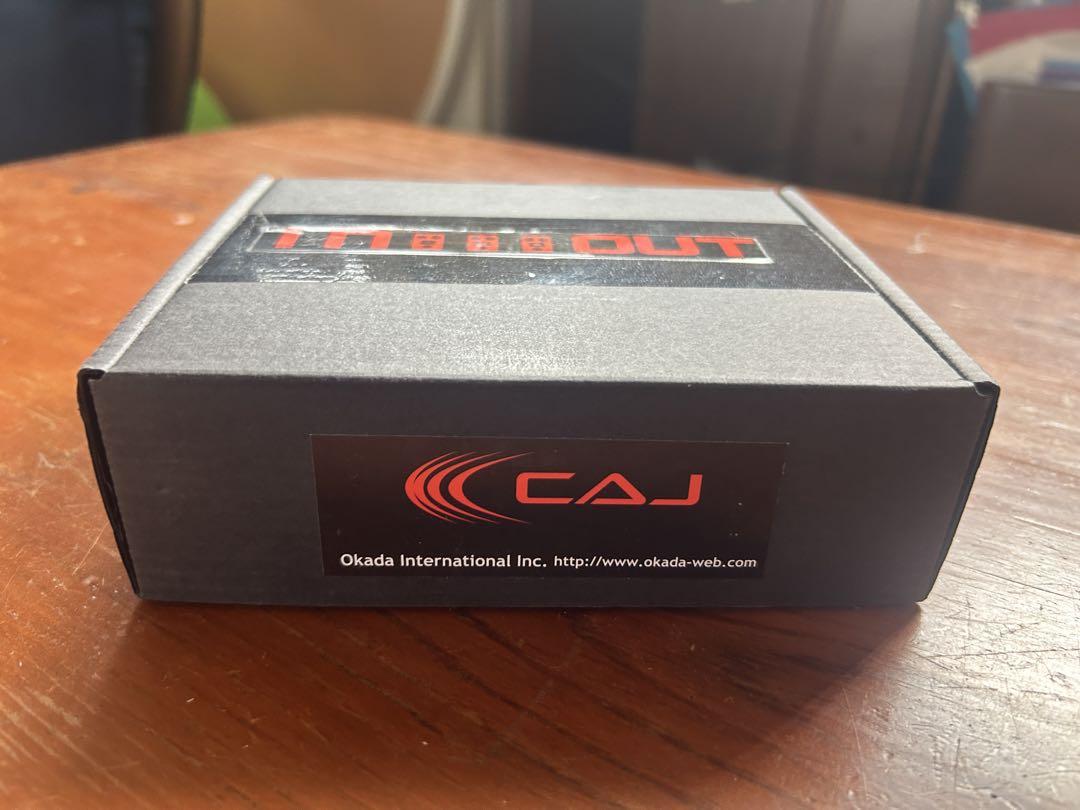 in OUT
CAJ
Okada International Inc. http://www.okada-web.com